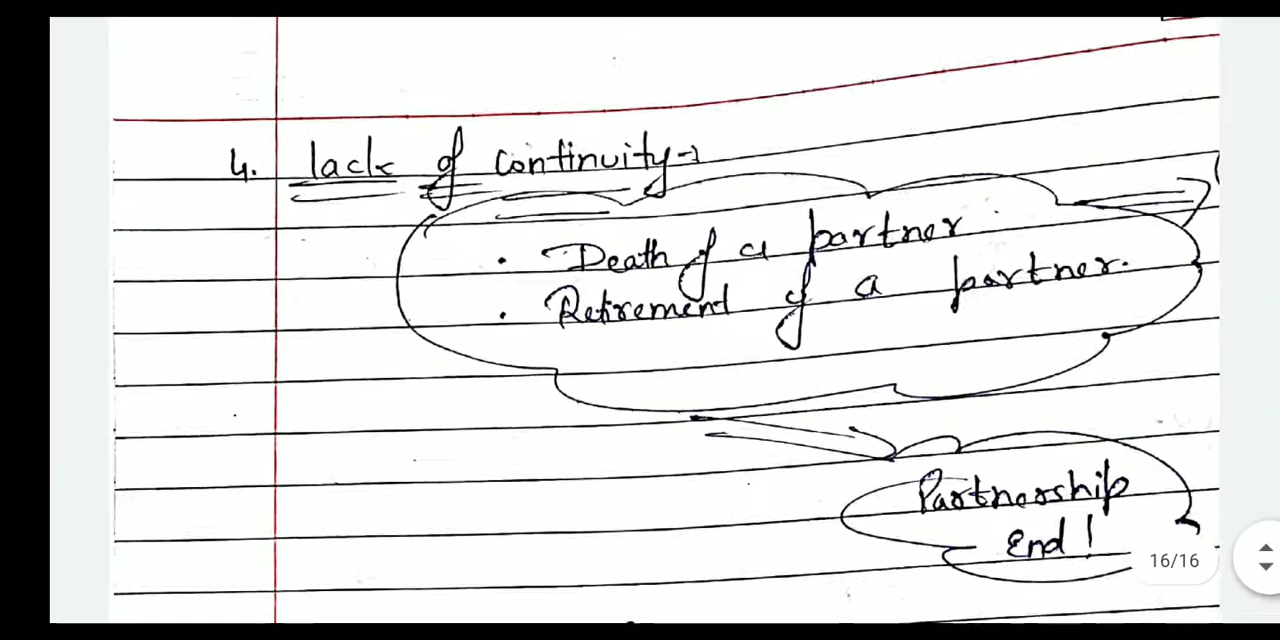 4. lack of continuity →
• Death of a partner
• Retirement of a partner.
Partnership
End!
16/16